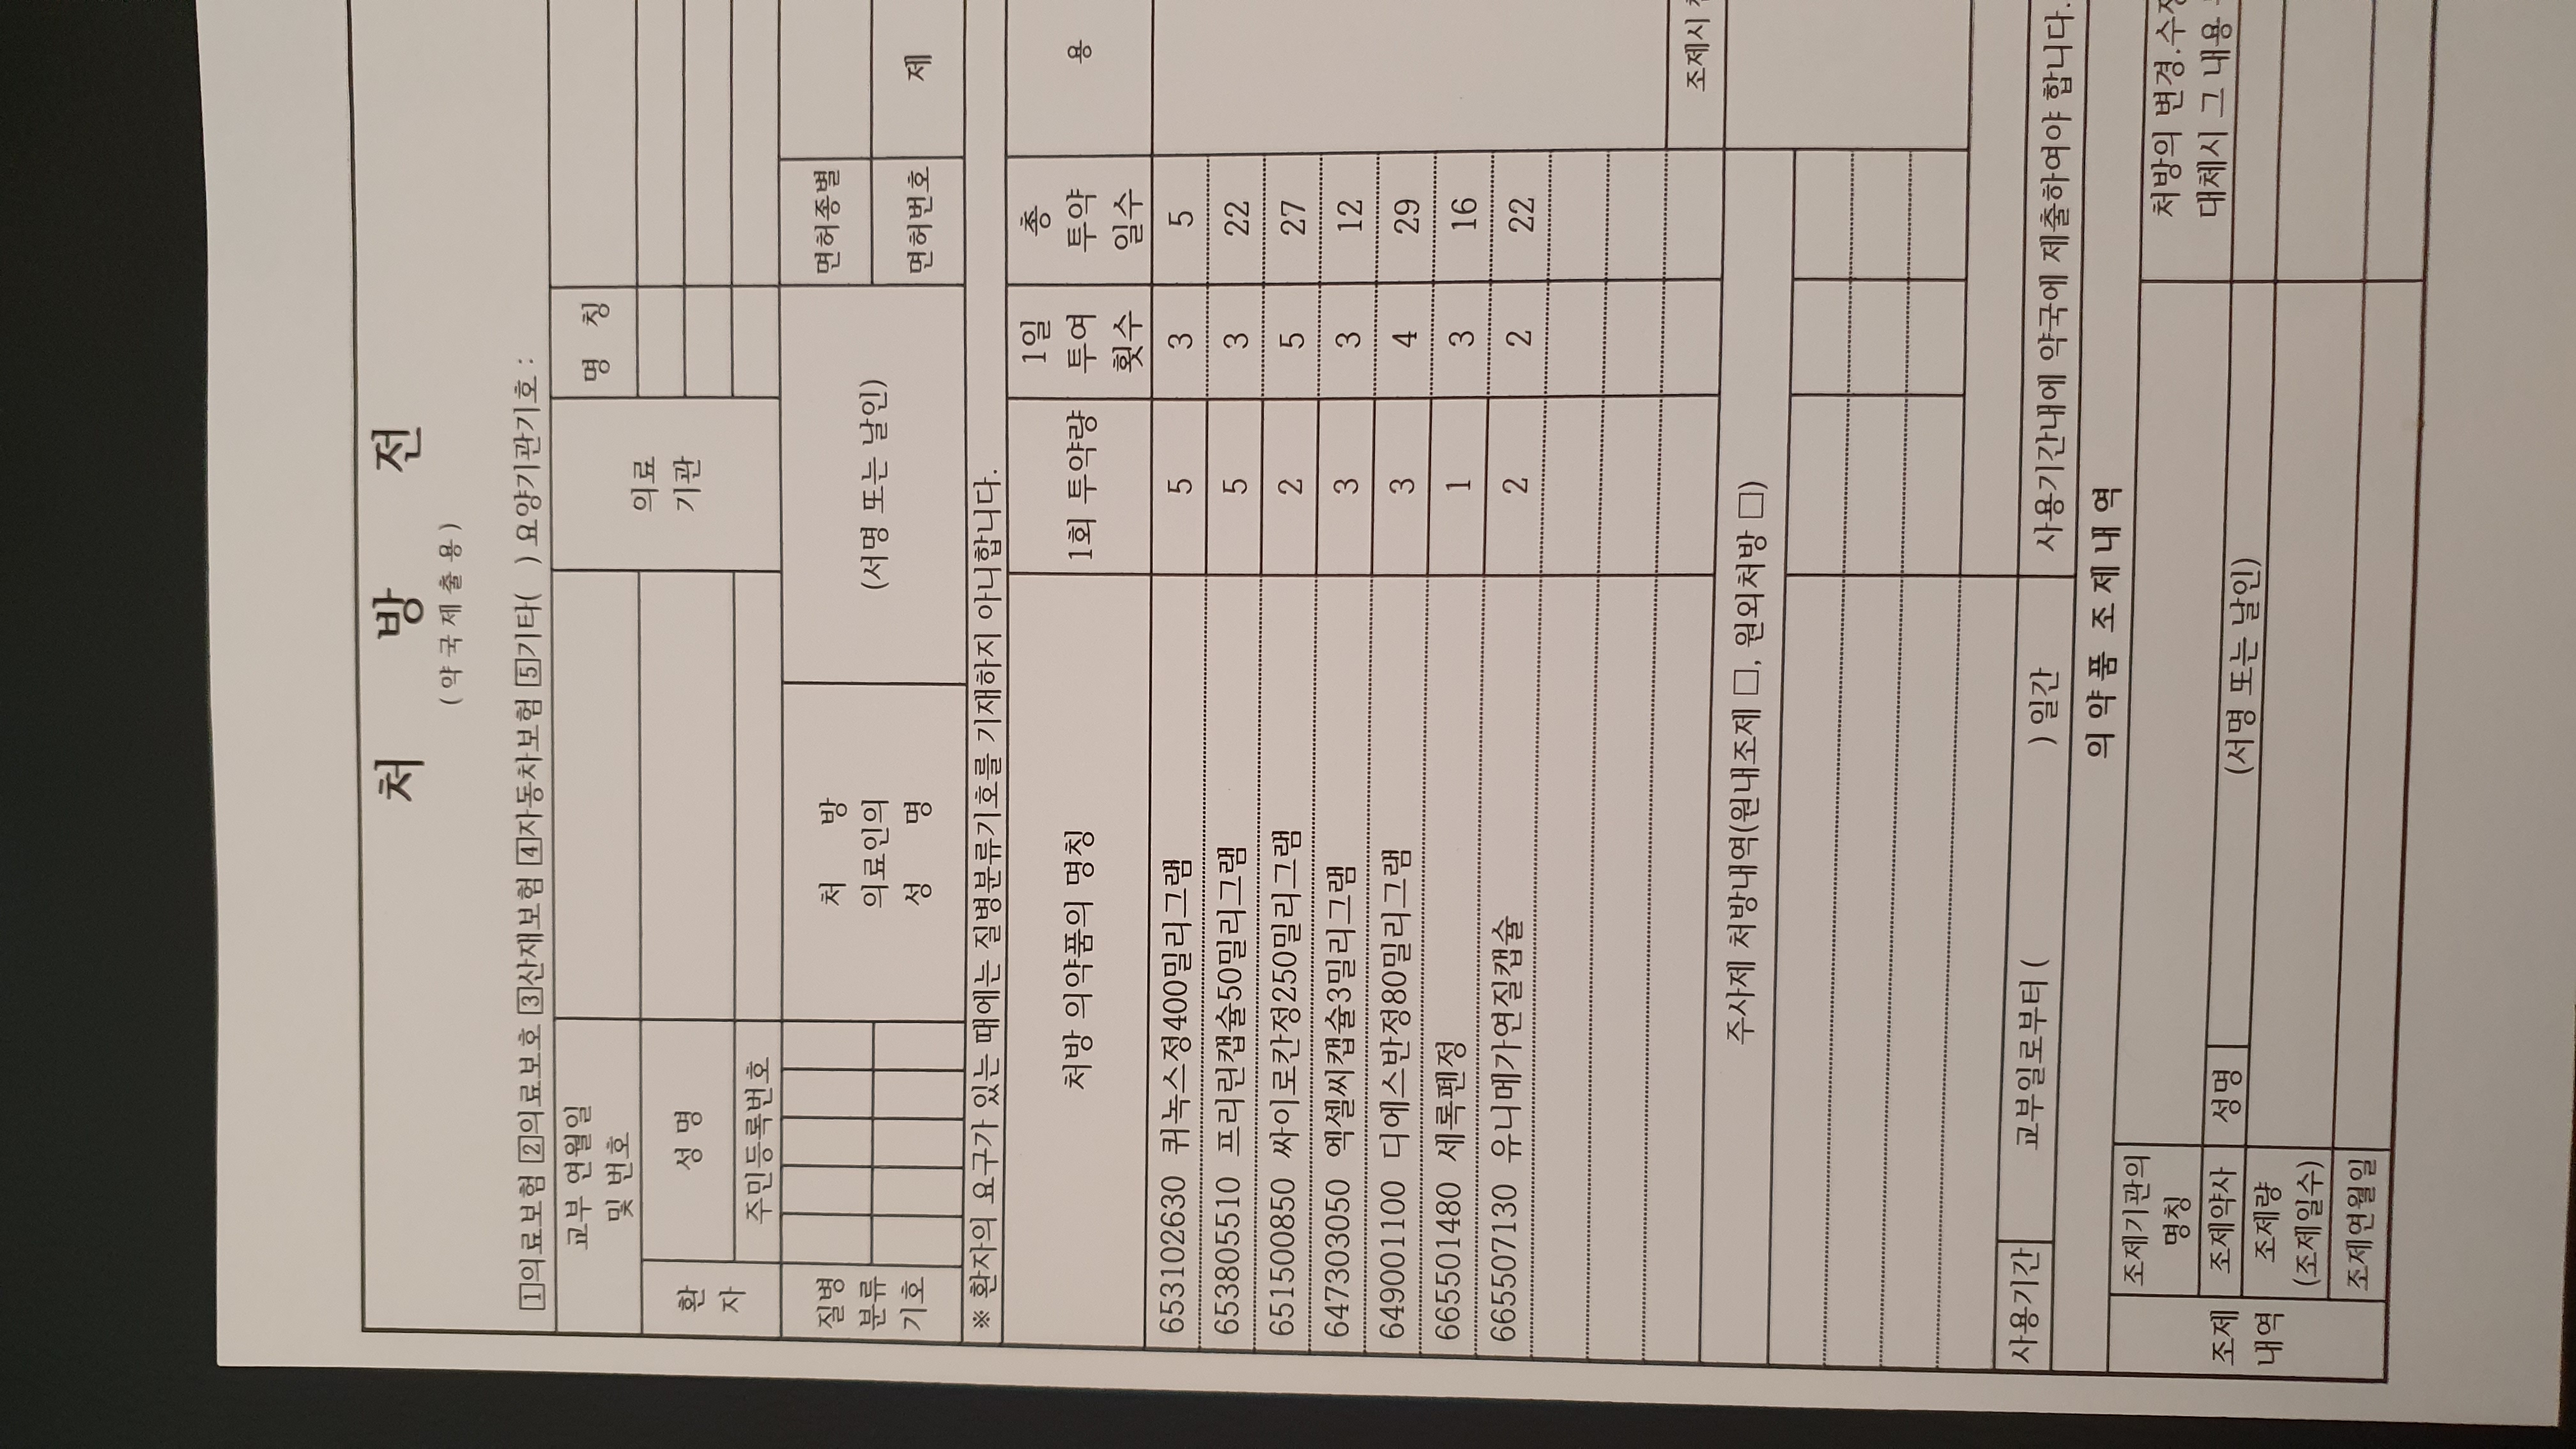 처 방 전
(약국제출용)
1의료보험 2의료보호 3산재보험 4자동차보험 5기타( ) 요양기관기호 :
교부 연월일
및 번호
의료
기관
명 칭
환
자
성 명
주민등록번호
질병
분류
기호
처 방
의료인의
성 명
(서명 또는 날인)
면허종별
면허번호 제
※ 환자의 요구가 있는 때에는 질병분류기호를 기재하지 아니합니다.
처방 의약품의 명칭
1회 투약량
1일
투여
횟수
총
투약
일수
용
653102630 퀴녹스정400밀리그램 5 3 5
653805510 프리린캡슐50밀리그램 5 3 22
651500850 싸이로칸정250밀리그램 2 5 27
647303050 엑셀씨캡슐3밀리그램 3 3 12
649001100 디에스반정80밀리그램 3 4 29
665501480 세록펜정 1 3 16
665507130 유니메가연질캡슐 2 2 22
조제시
주사제 처방내역(원내조제 □, 원외처방 □)
사용기간 교부일로부터 ( ) 일간 사용기간내에 약국에 제출하여야 합니다.
의약품 조제내역
조제
내역
조제기관의
명칭
처방의 변경.수정
대체시 그 내용
조제약사 성명 (서명 또는 날인)
조제량
(조제일수)
조제연월일